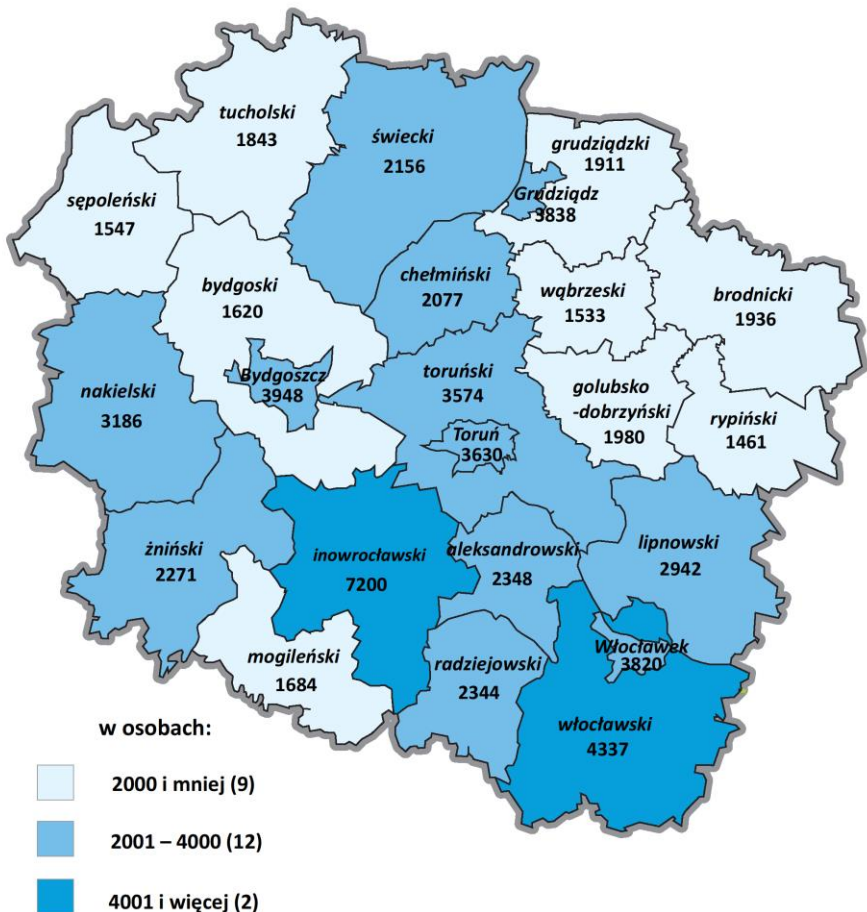 tucholski
1843
świecki
2156
grudziądzki
1911
Grudziądz
3838
sępoleński
1547
bydgoski
1620
chełmiński
2077
wąbrzeski
1533
brodnicki
1936
nakielski
3186
Bydgoszcz
3948
toruński
3574
Toruń
3630
golubsko
-dobrzyński
1980
rypiński
1461
żniński
2271
inowrocławski
7200
aleksandrowski
2348
lipnowski
2942
mogileński
1684
radziejowski
2344
Włocławek
3820
włocławski
4337
w osobach:
2000 i mniej (9)
2001 – 4000 (12)
4001 i więcej (2)